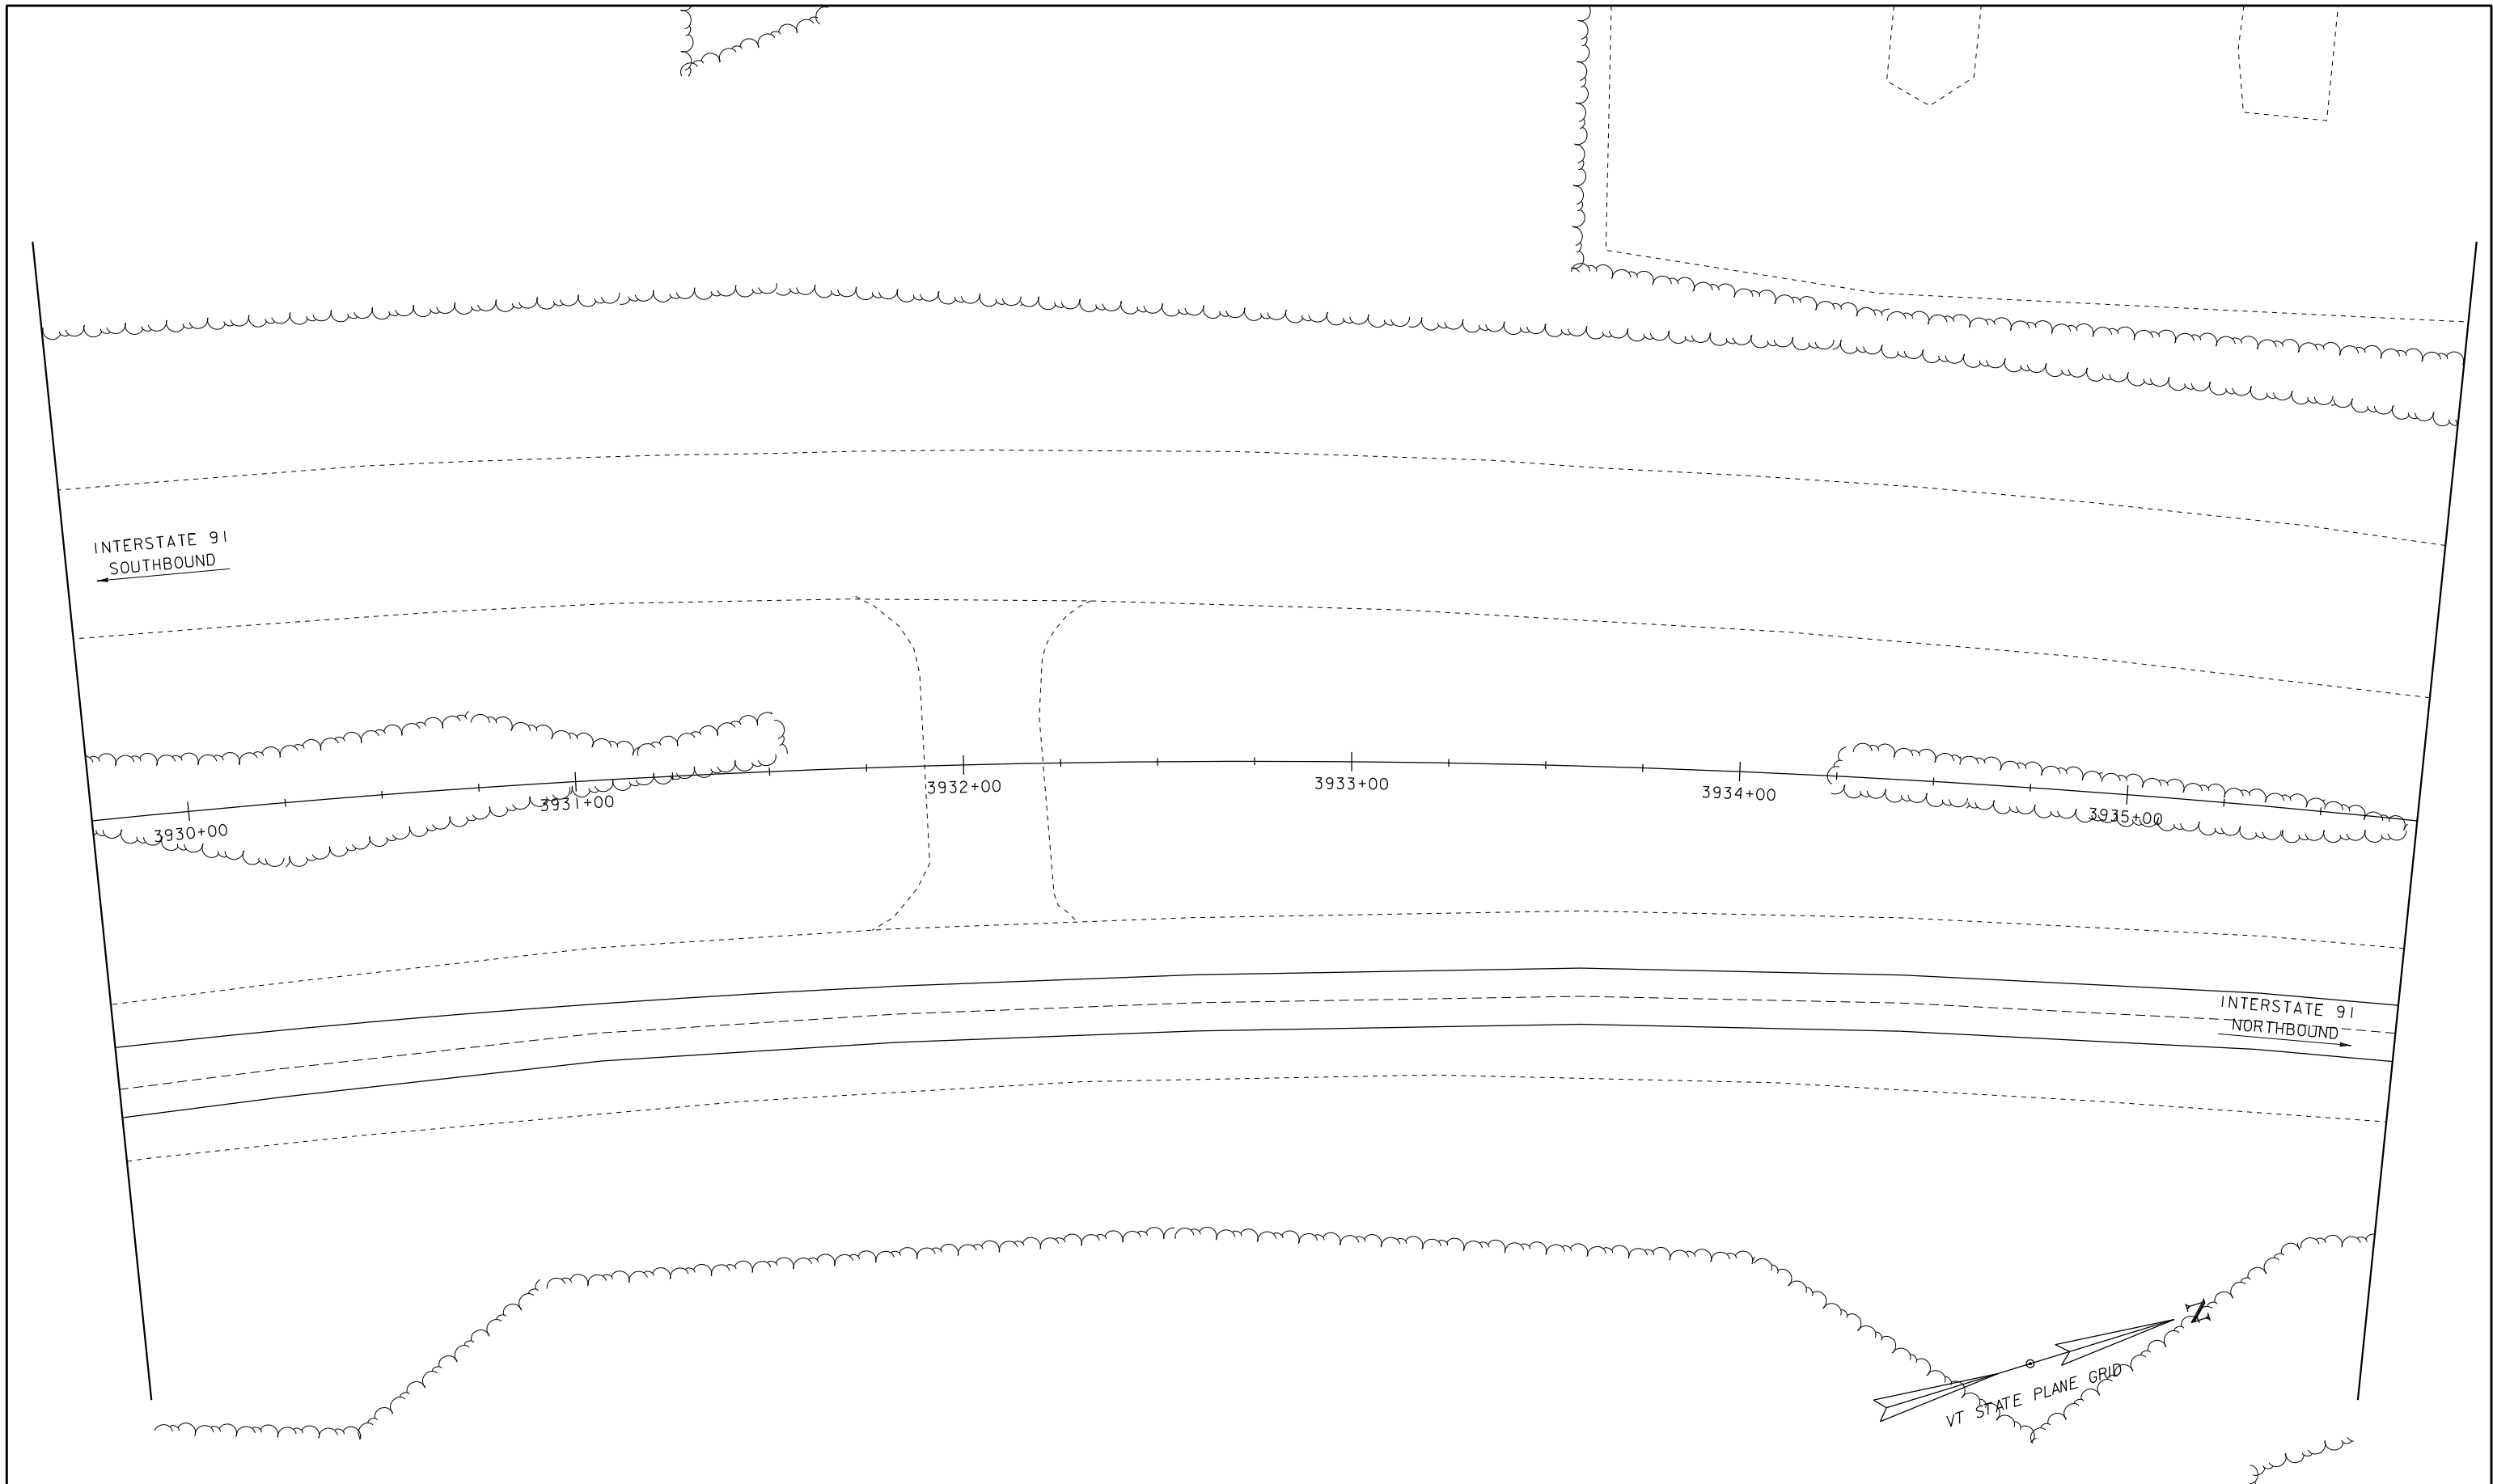 INTERSTATE 91
SOUTHBOUND
3930+00
3931+00
3932+00
3933+00
3934+00
3935+00
INTERSTATE 91
NORTHBOUND
N
VT STATE PLANE GRID